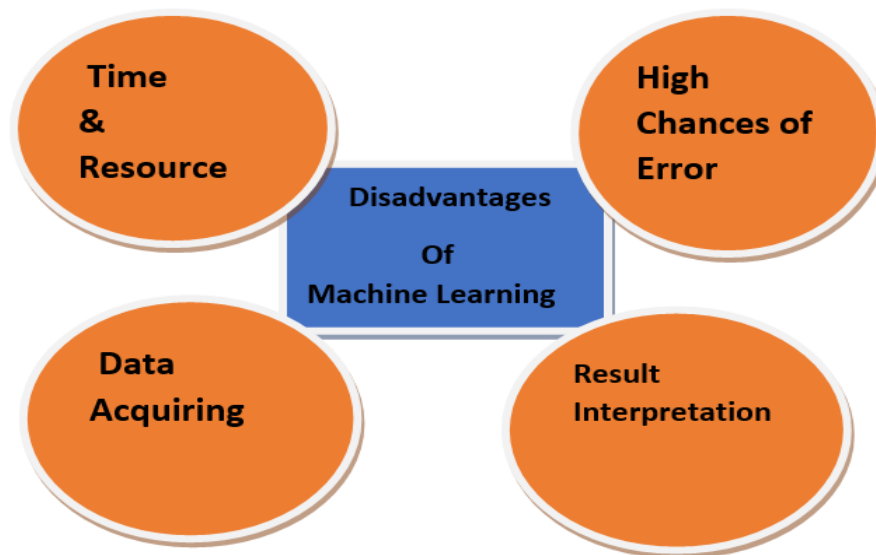 Time
&
Resource
High
Chances of
Error
Disadvantages
Of
Machine Learning
Data
Acquiring
Result
Interpretation